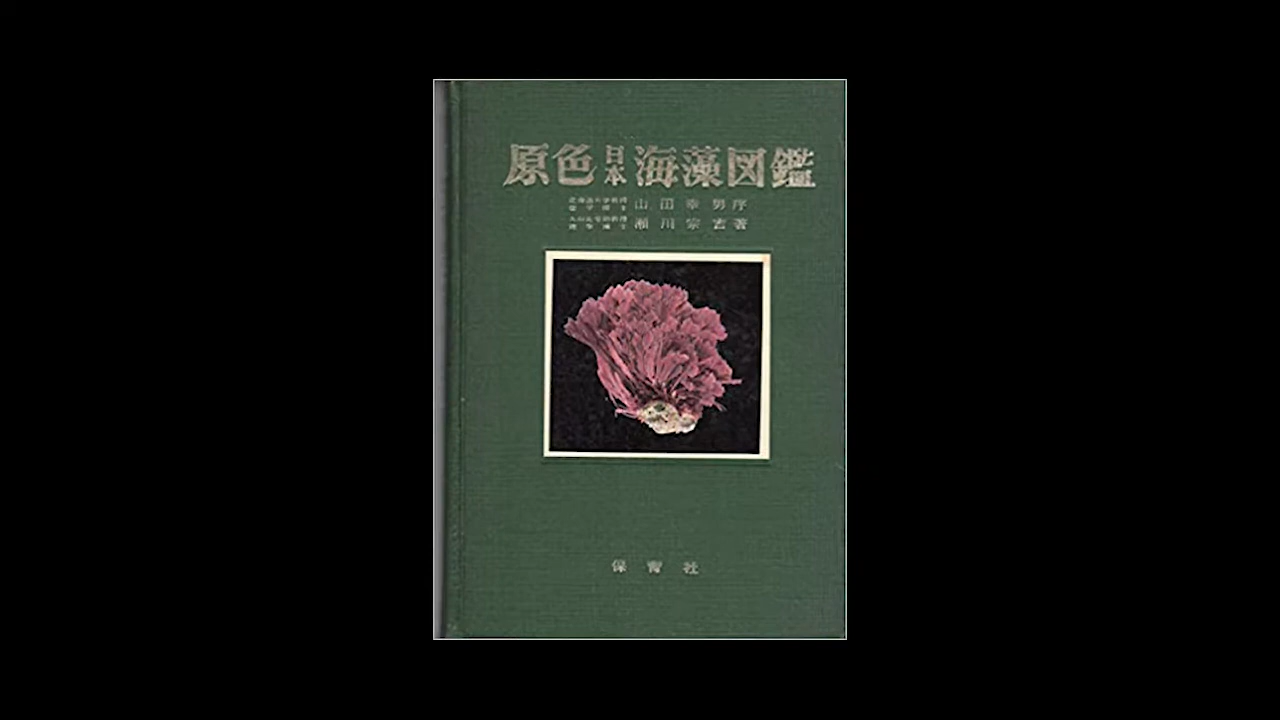 原色日本海藻図鑑
山田幸男序
瀬川宗吉著
保育社